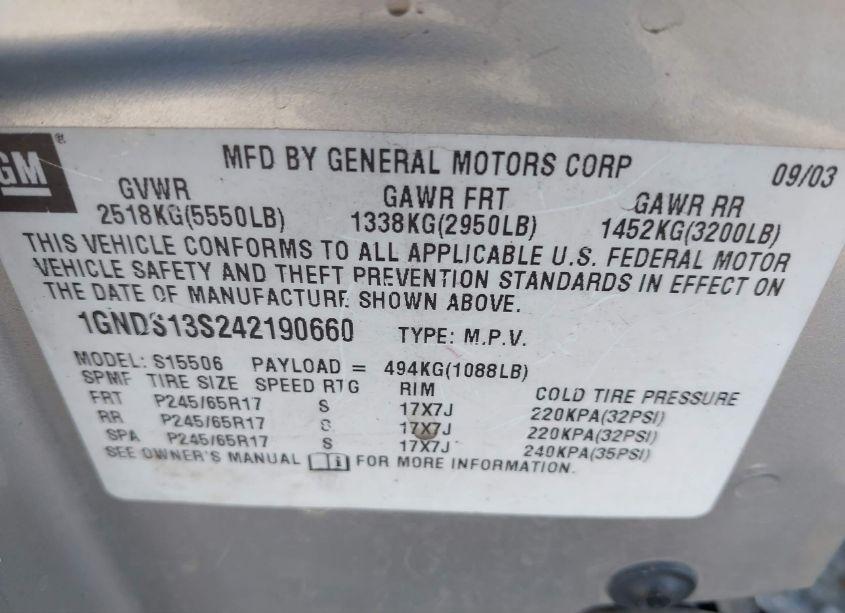 GM®
MFD BY GENERAL MOTORS CORP 09/03
GVWR GAWR FRT GAWR RR
2518KG(5550LB) 1338KG(2950LB) 1452KG(3200LB)
THIS VEHICLE CONFORMS TO ALL APPLICABLE U.S. FEDERAL MOTOR
VEHICLE SAFETY AND THEFT PREVENTION STANDARDS IN EFFECT ON
THE DATE OF MANUFACTURE SHOWN ABOVE.
1GNDS13S242190660 TYPE: M.P.V.
MODEL: S15506 PAYLOAD = 494KG(1088LB)
SPMF TIRE SIZE SPEED RTG RIM COLD TIRE PRESSURE
FRT P245/65R17 S 17X7J 220KPA(32PSI)
RR P245/65R17 S 17X7J 220KPA(32PSI)
SPA P245/65R17 S 17X7J 240KPA(35PSI)
SEE OWNER'S MANUAL i FOR MORE INFORMATION.